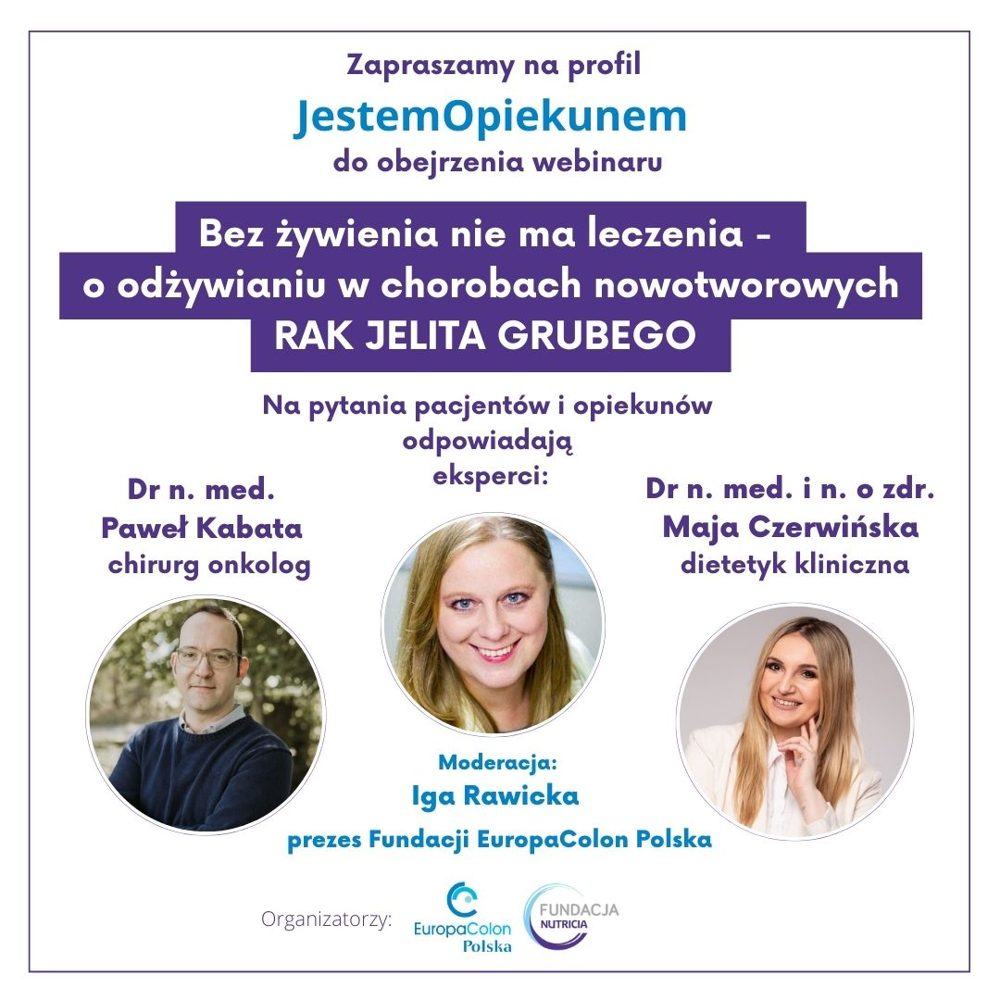 Zapraszamy na profil
JestemOpiekunem
do obejrzenia webinaru
Bez żywienia nie ma leczenia -
o odżywianiu w chorobach nowotworowych
RAK JELITA GRUBEGO
Na pytania pacjentów i opiekunów
odpowiadają
eksperci:
Dr n. med.
Paweł Kabata
chirurg onkolog
Dr n. med. i n. o zdr.
Maja Czerwińska
dietetyk kliniczna
Moderacja:
Iga Rawicka
prezes Fundacji EuropaColon Polska
Organizatorzy:
EuropaColon
Polska
FUNDACJA
NUTRICIA